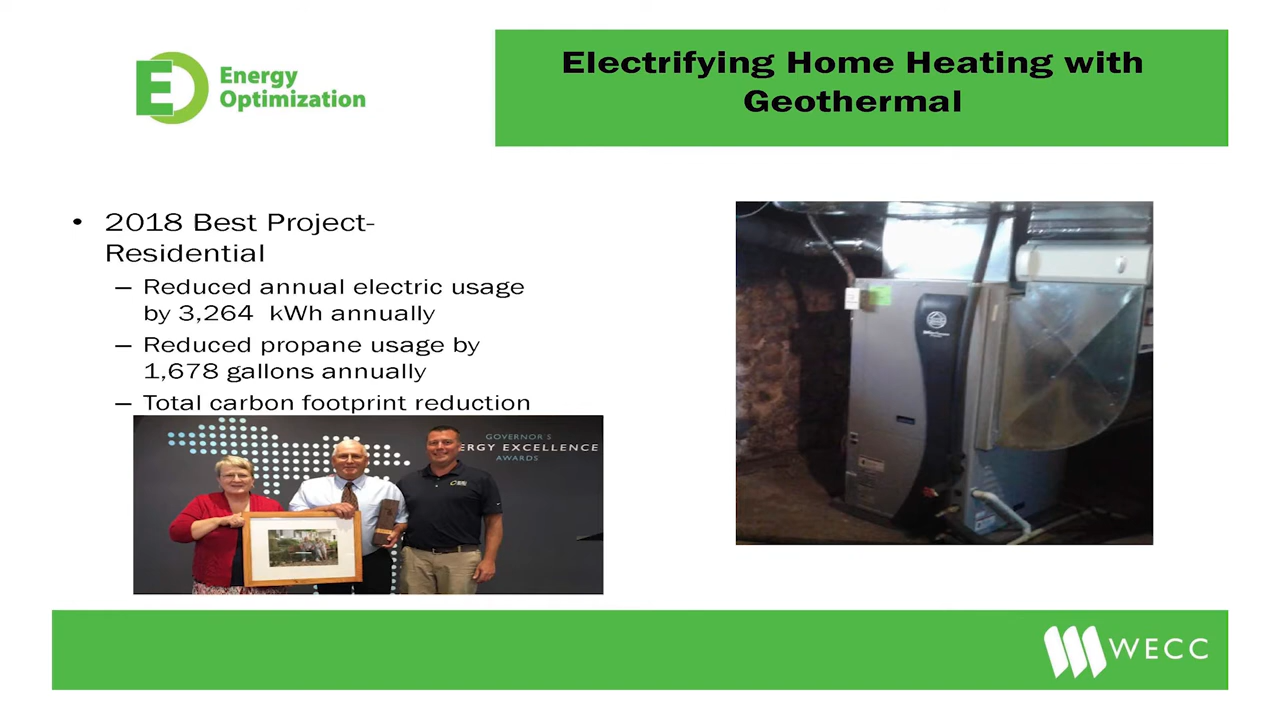 Energy
Optimization
Electrifying Home Heating with
Geothermal
• 2018 Best Project-
Residential
– Reduced annual electric usage
by 3,264 kWh annually
– Reduced propane usage by
1,678 gallons annually
– Total carbon footprint reduction
GOVERNOR'S
ERGY EXCELLENCE
AWARDS
WECC